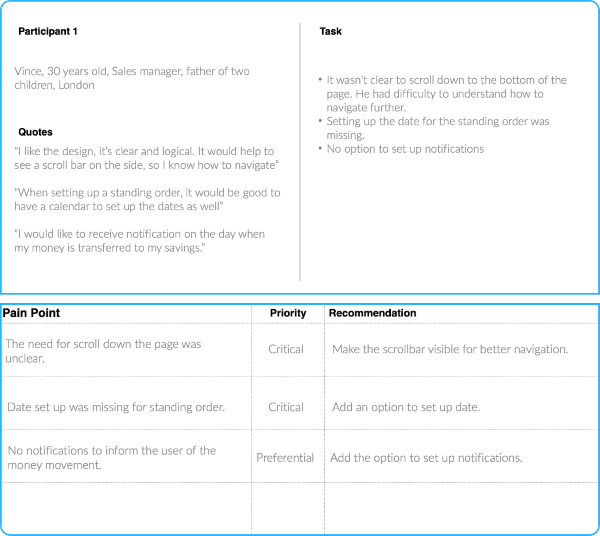 Participant 1
Vince, 30 years old, Sales manager, father of two
children, London
Quotes
“I like the design, it’s clear and logical. It would help to
see a scroll bar on the side, so I know how to navigate”
“When setting up a standing order, it would be good to
have a calendar to set up the dates as well”
“I would like to receive notification on the day when
my money is transferred to my savings.”
Task
• It wasn't clear to scroll down to the bottom of the
page. He had difficulty to understand how to
navigate further.
• Setting up the date for the standing order was
missing.
• No option to set up notifications
Pain Point Priority Recommendation
The need for scroll down the page was
unclear.
Critical
Make the scrollbar visible for better navigation.
Date set up was missing for standing order.
Critical
Add an option to set up date.
No notifications to inform the user of the
money movement.
Preferential
Add the option to set up notifications.